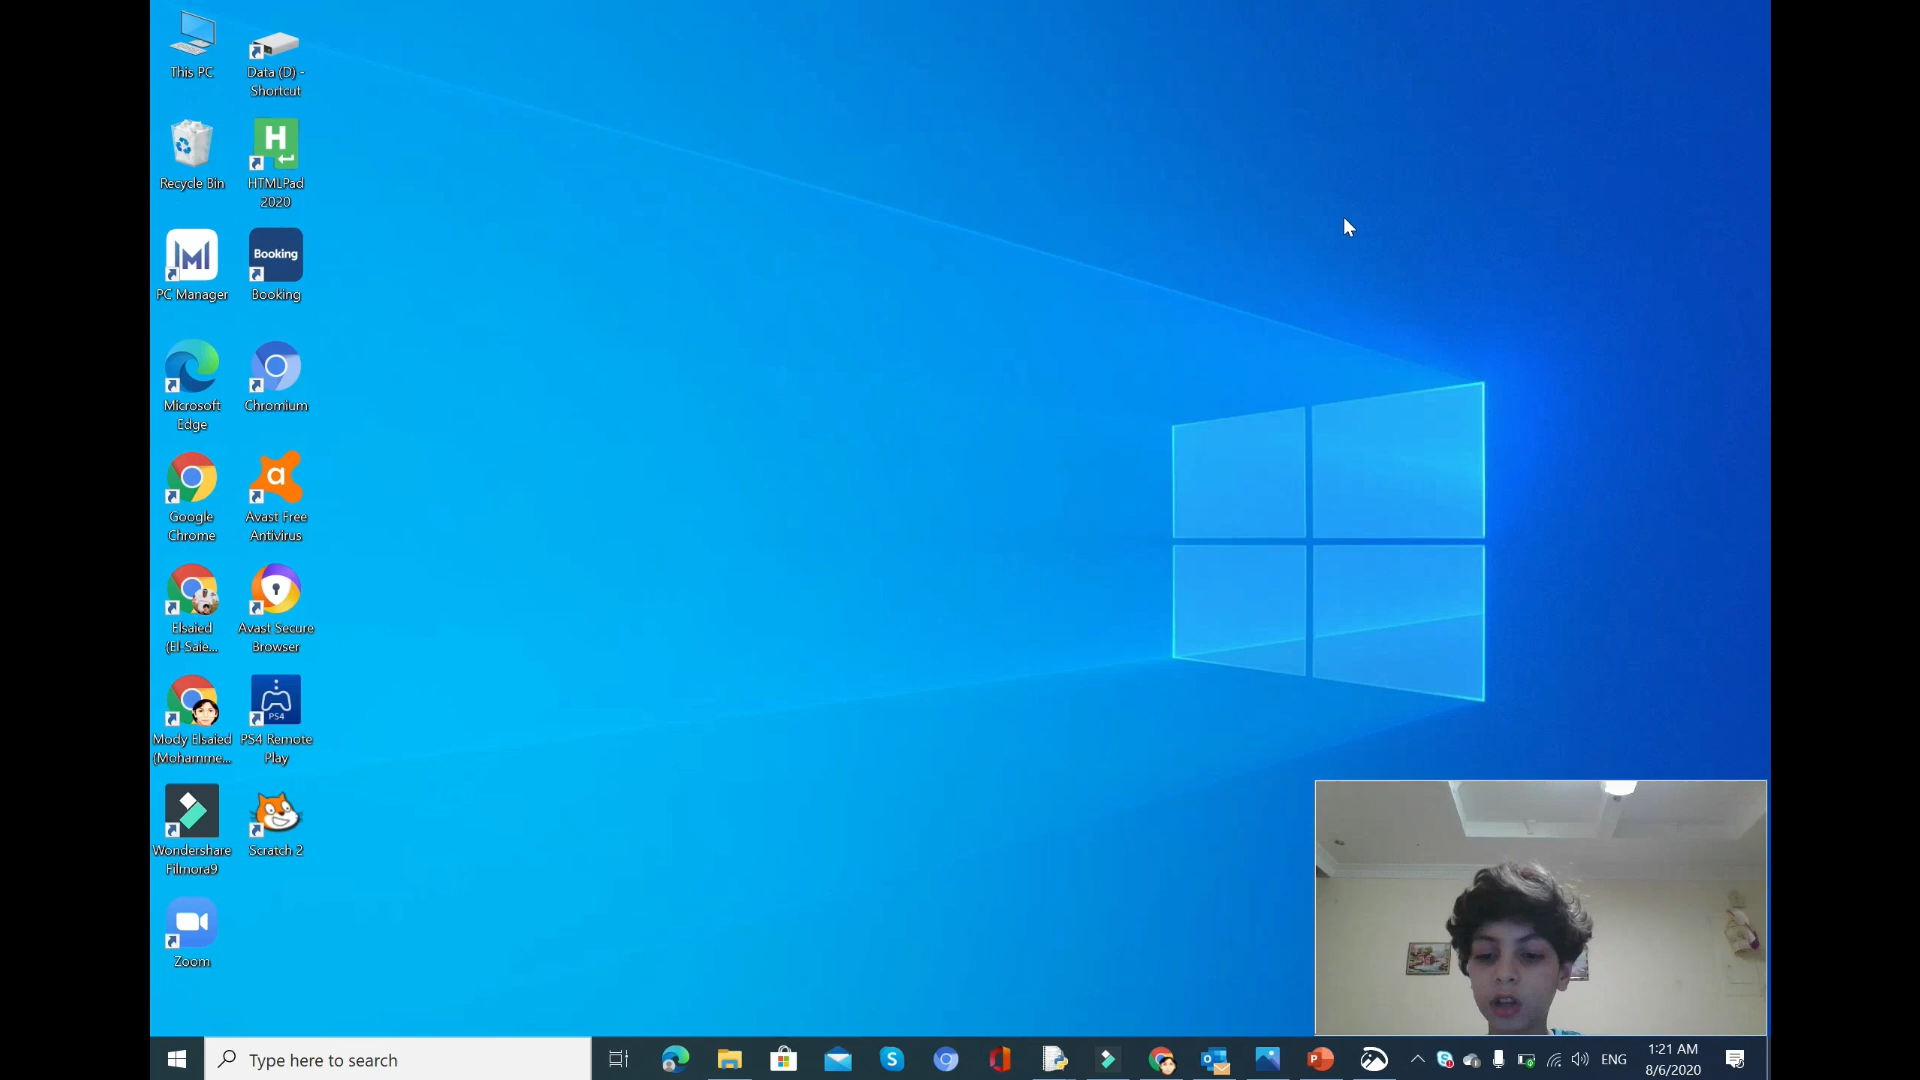 This PC
Data (D) -
Shortcut
Recycle Bin
H
HTMLPad
2020
PC Manager
Booking
Booking
Microsoft
Edge
Chromium
Google
Chrome
a
Avast Free
Antivirus
Elsaied
(El-Saie...
Avast Secure
Browser
Mody Elsaied
(Mohamme...
PS4
PS4 Remote
Play
Wondershare
Filmora9
Scratch 2
Zoom
Type here to search
ENG
1:21 AM
8/6/2020